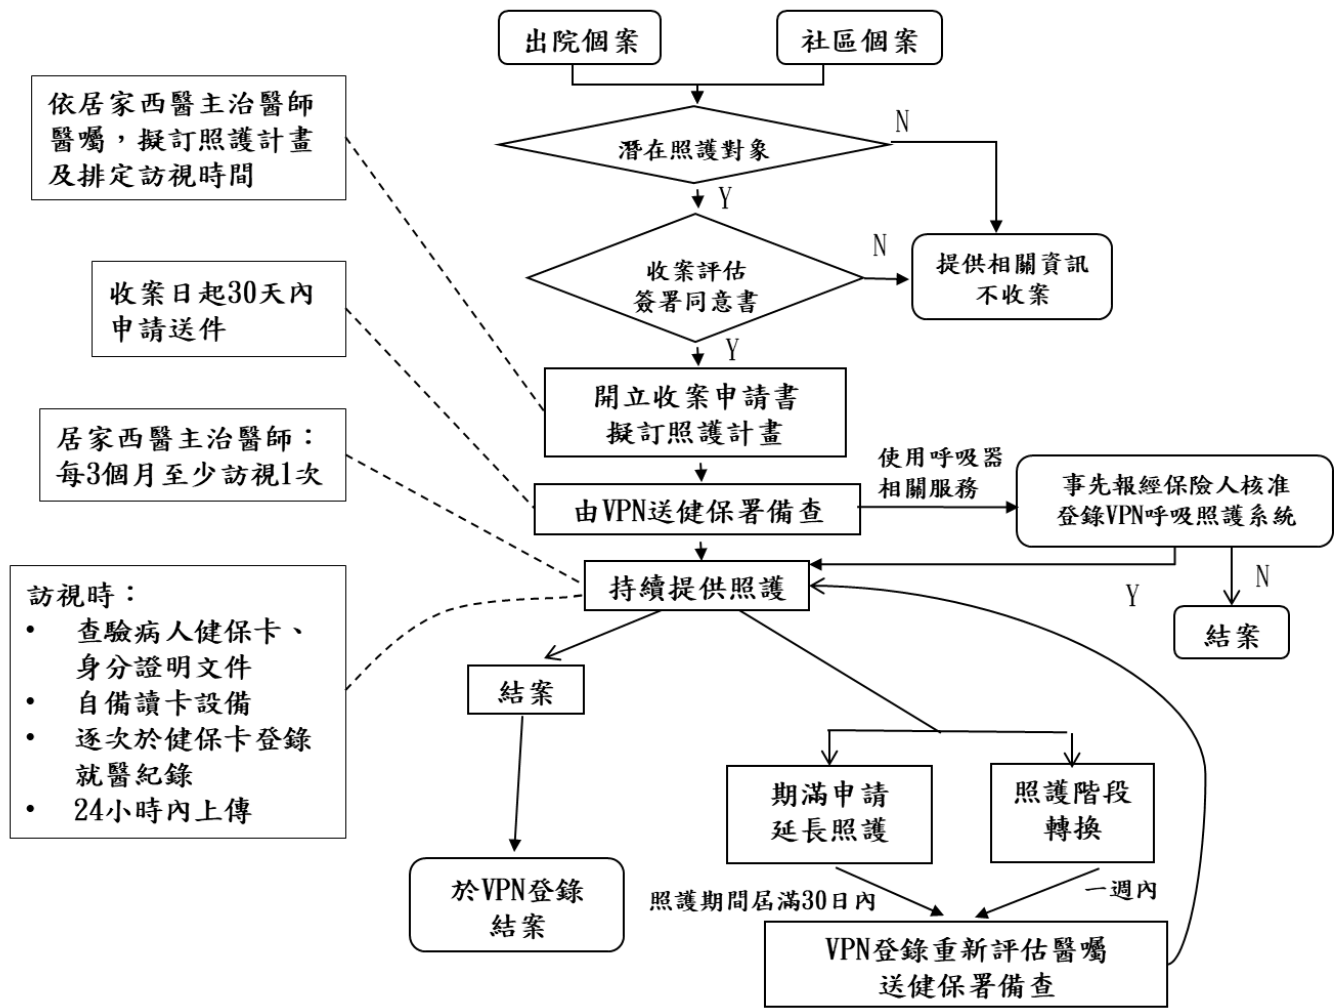 出院個案
社區個案
依居家西醫主治醫師
醫囑，擬訂照護計畫
及排定訪視時間
潛在照護對象
N
Y
收案日起30天內
申請送件
收案評估
簽署同意書
N
提供相關資訊
不收案
Y
開立收案申請書
擬訂照護計畫
居家西醫主治醫師：
每3個月至少訪視1次
由VPN送健保署備查
使用呼吸器
相關服務
事先報經保險人核准
登錄VPN呼吸照護系統
持續提供照護
Y
N
結案
訪視時：
• 查驗病人健保卡、
身分證明文件
• 自備讀卡設備
• 逐次於健保卡登錄
就醫紀錄
• 24小時內上傳
結案
期滿申請
延長照護
照護階段
轉換
於VPN登錄
結案
照護期間屆滿30日內
一週內
VPN登錄重新評估醫囑
送健保署備查